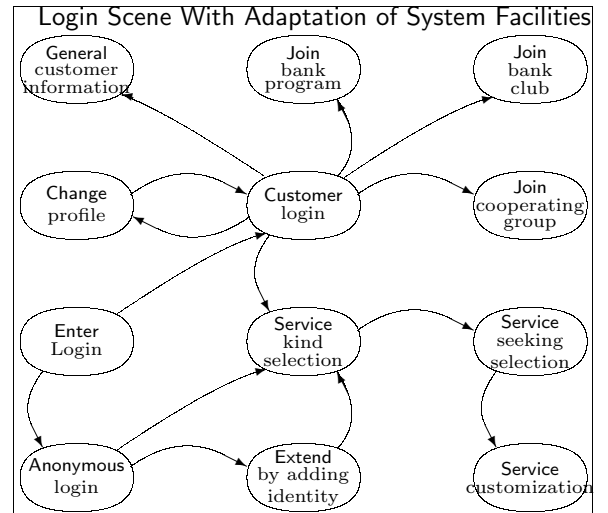 Login Scene With Adaptation of System Facilities
General
customer
information
Join
bank
program
Join
bank
club
Change
profile
Customer
login
Join
cooperating
group
Enter
Login
Service
kind
selection
Service
seeking
selection
Anonymous
login
Extend
by adding
identity
Service
customization